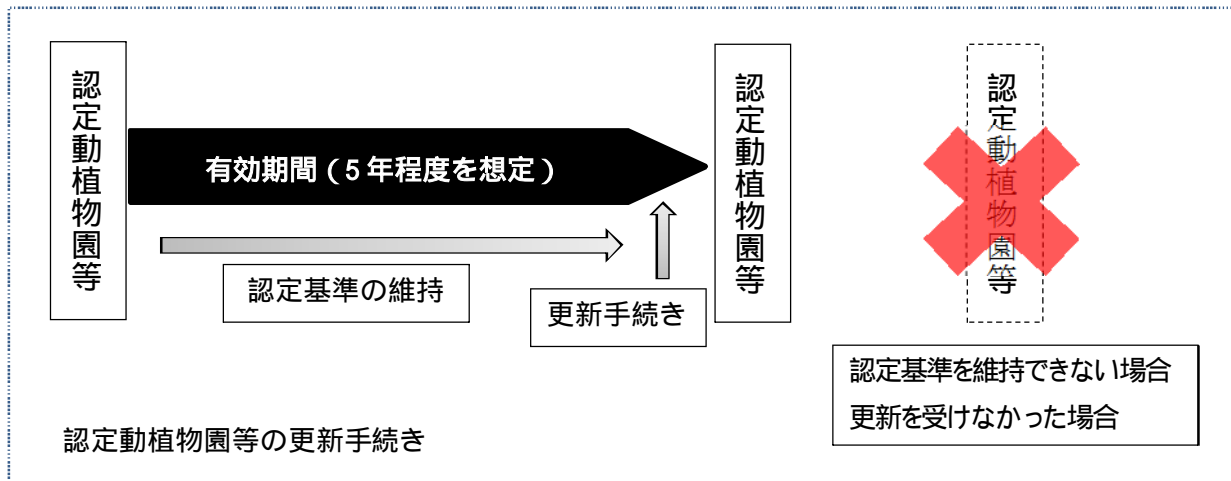 認定動植物園等
有効期間（5年程度を想定）
認定基準の維持
更新手続き
認定動植物園等
認定動植物園等
認定基準を維持できない場合
更新を受けなかった場合
認定動植物園等の更新手続き